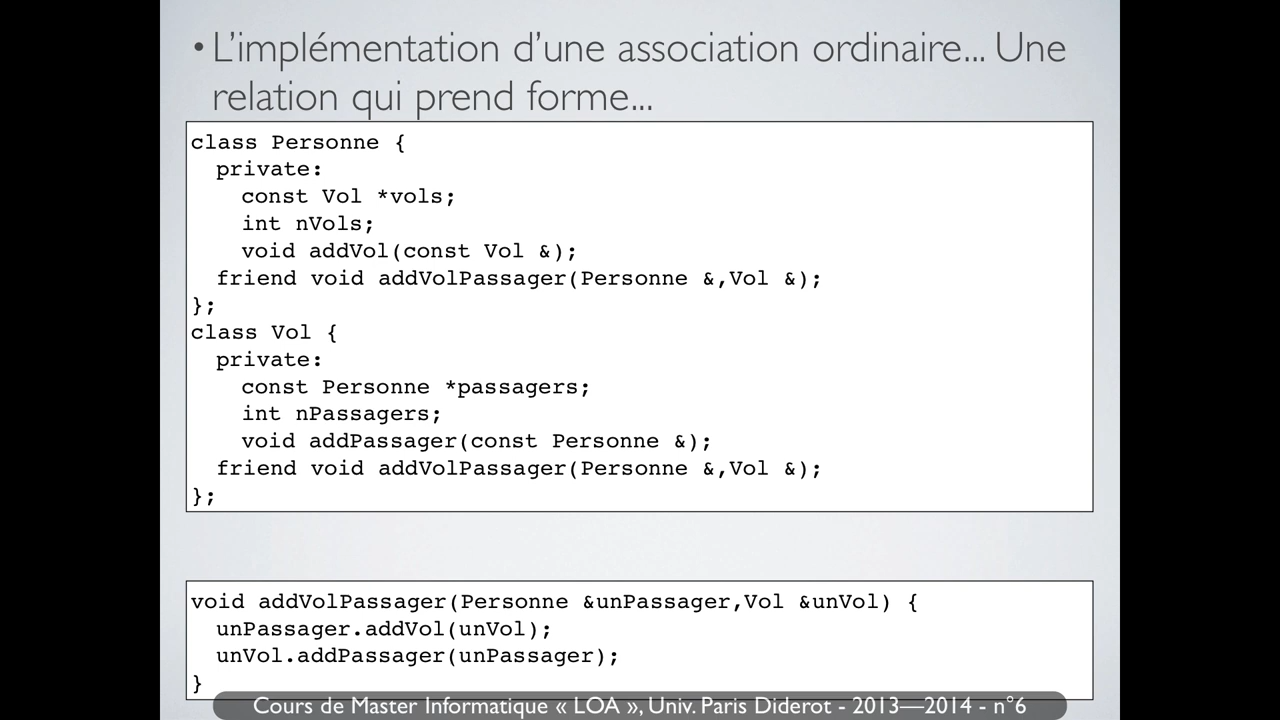 • L’implémentation d’une association ordinaire... Une
relation qui prend forme...
class Personne {
  private:
    const Vol *vols;
    int nVols;
    void addVol(const Vol &);
  friend void addVolPassager(Personne &,Vol &);
};
class Vol {
  private:
    const Personne *passagers;
    int nPassagers;
    void addPassager(const Personne &);
  friend void addVolPassager(Personne &,Vol &);
};
void addVolPassager(Personne &unPassager,Vol &unVol) {
  unPassager.addVol(unVol);
  unVol.addPassager(unPassager);
}
Cours de Master Informatique « LOA », Univ. Paris Diderot - 2013—2014 - n°6